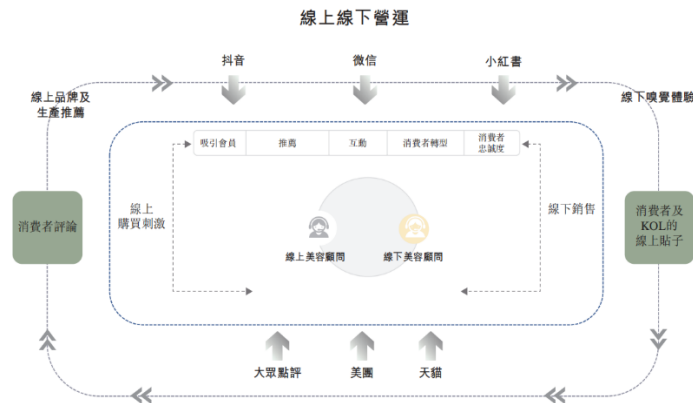 線上線下營運
抖音
微信
小紅書
線上品牌及
生產推薦
線下嗅覺體驗
吸引會員
推薦
互動
消費者轉型
消費者
忠誠度
線上
購買刺激
線下銷售
消費者評論
消費者及
KOL的
線上貼子
線上美容顧問
線下美容顧問
大眾點評
美團
天貓